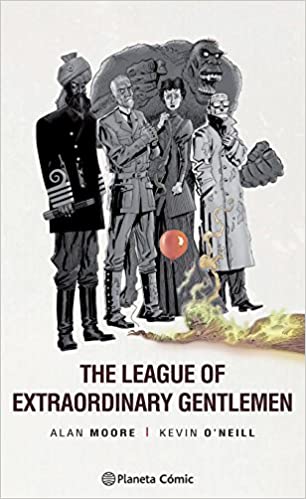 THE LEAGUE OF
EXTRAORDINARY GENTLEMEN
ALAN MOORE | KEVIN O'NEILL
Planeta Cómic